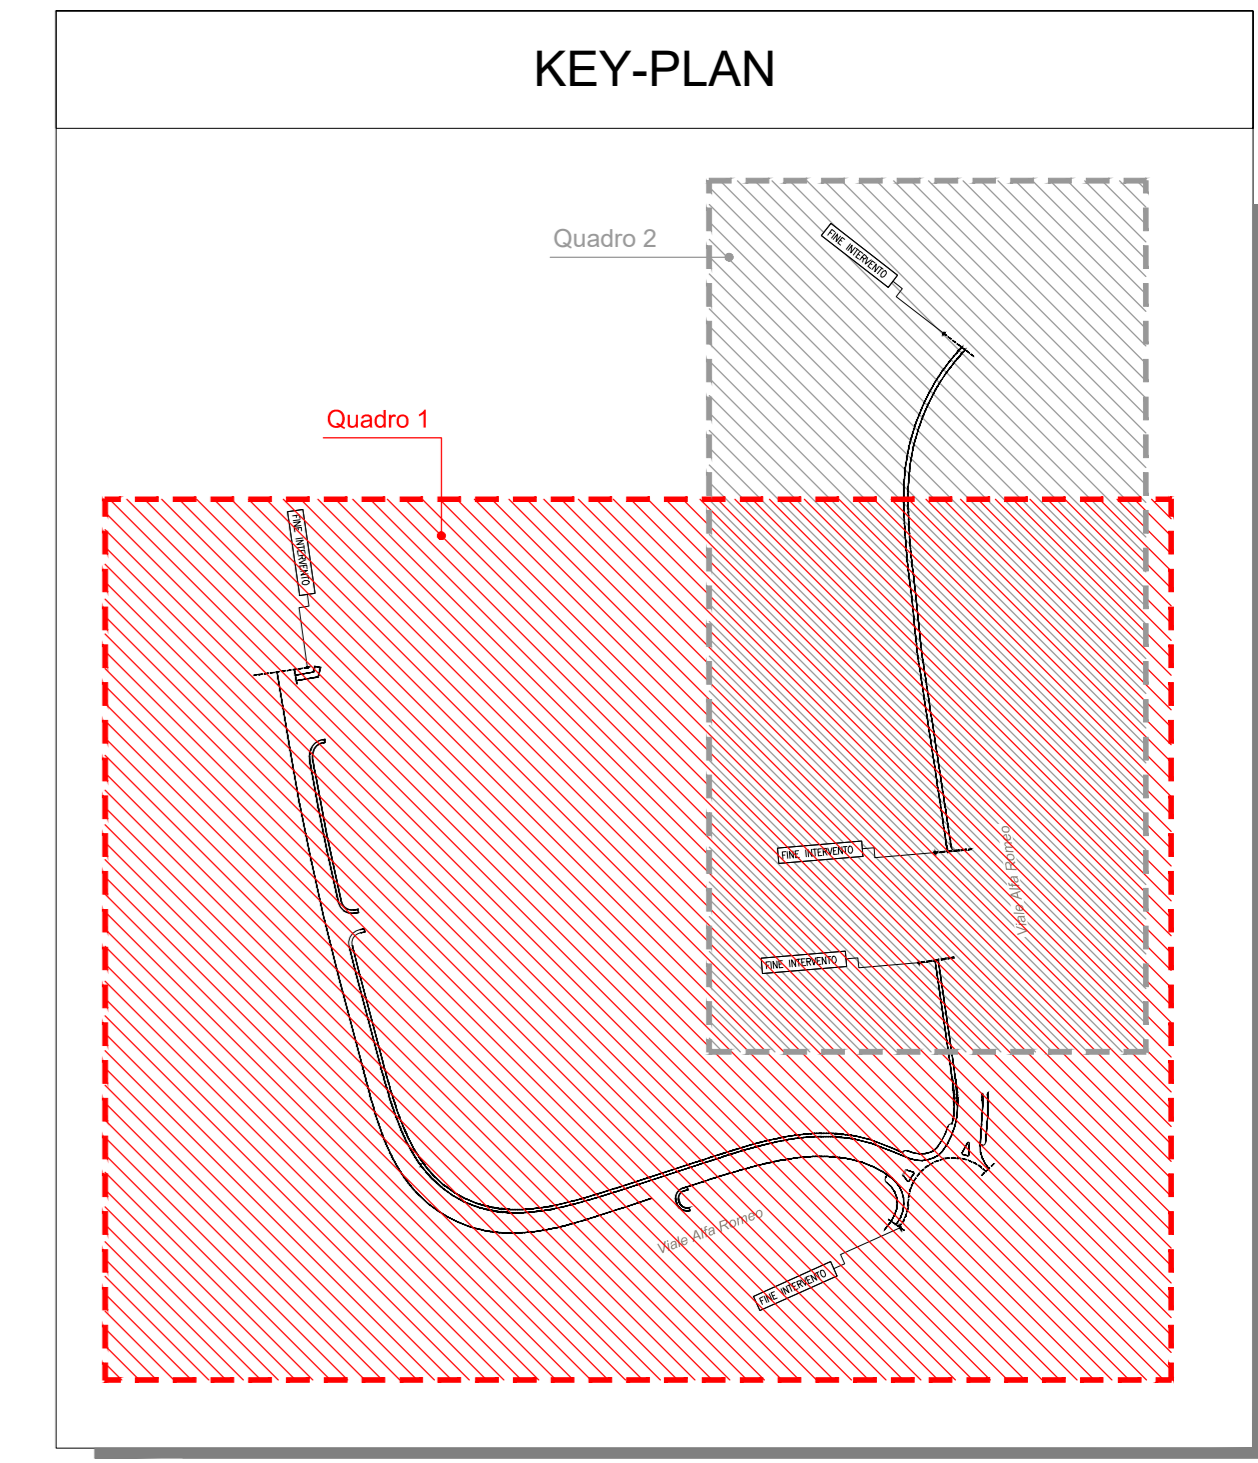 KEY-PLAN
FINE INTERVENTO
Quadro 2
Quadro 1
FINE INTERVENTO
FINE INTERVENTO
Viale Alfa Romeo
FINE INTERVENTO
Viale Alfa Romeo
FINE INTERVENTO